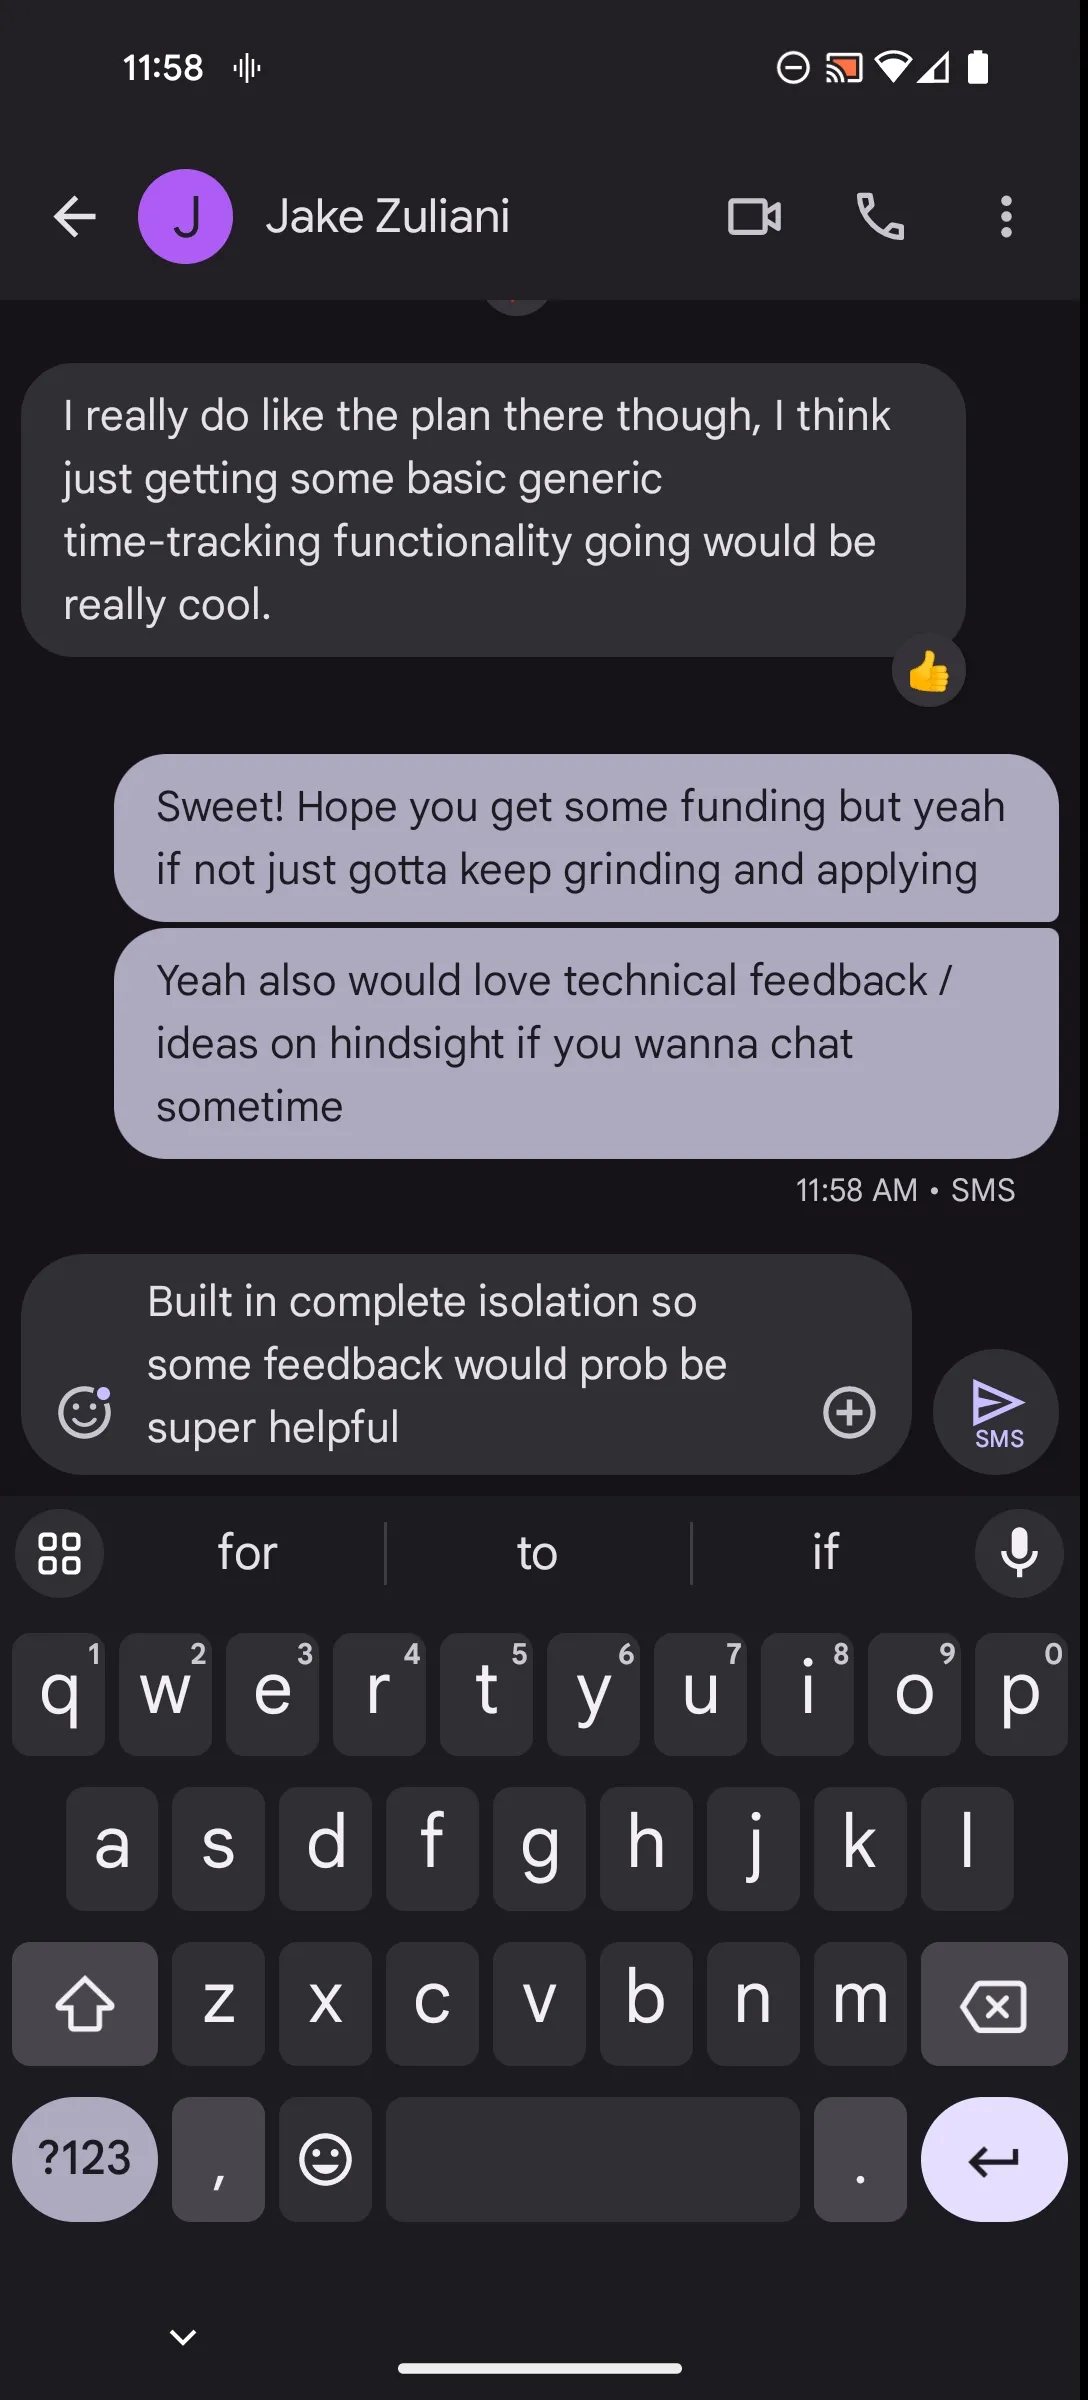 11:58
J
Jake Zuliani
I really do like the plan there though, I think
just getting some basic generic
time-tracking functionality going would be
really cool.
Sweet! Hope you get some funding but yeah
if not just gotta keep grinding and applying
Yeah also would love technical feedback /
ideas on hindsight if you wanna chat
sometime
11:58 AM • SMS
Built in complete isolation so
some feedback would prob be
super helpful
SMS
for to if
1 2 3 4 5 6 7 8 9 0
q w e r t y u i o p
a s d f g h j k l
z x c v b n m
?123 , .